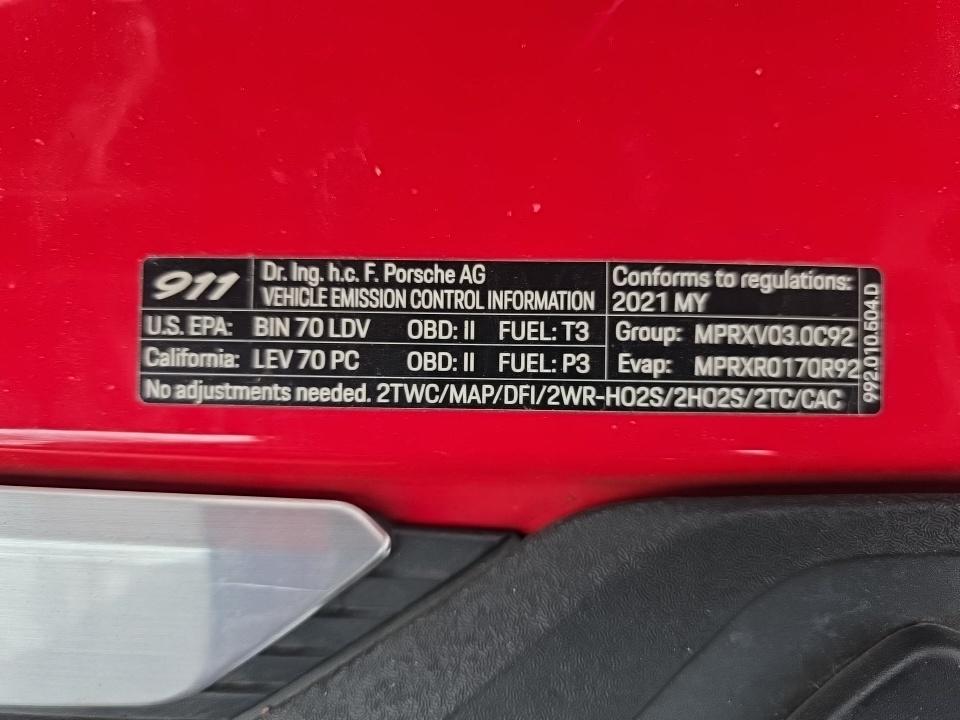 911
Dr. Ing. h.c. F. Porsche AG
VEHICLE EMISSION CONTROL INFORMATION
Conforms to regulations:
2021 MY
U.S. EPA: BIN 70 LDV OBD: II FUEL: T3
Group: MPRXV03.0C92
California: LEV 70 PC OBD: II FUEL: P3
Evap: MPRXR0170R92
No adjustments needed. 2TWC/MAP/DFI/2WR-HO2S/2HO2S/2TC/CAC
992.010.504.D